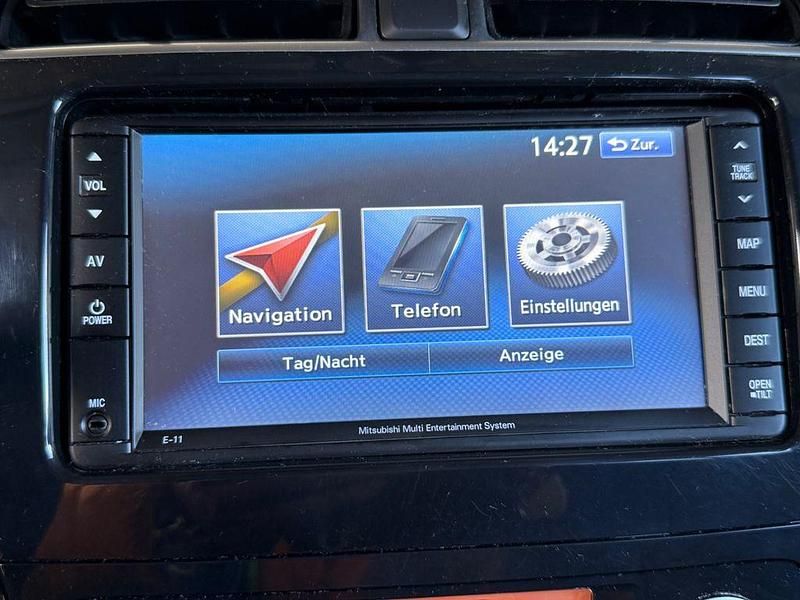 14:27 Zur.
VOL
AV
POWER
MIC
Navigation
Telefon
Einstellungen
Tag/Nacht
Anzeige
TUNE
TRACK
MAP
MENU
DEST
OPEN
TILT
E-11
Mitsubishi Multi Entertainment System